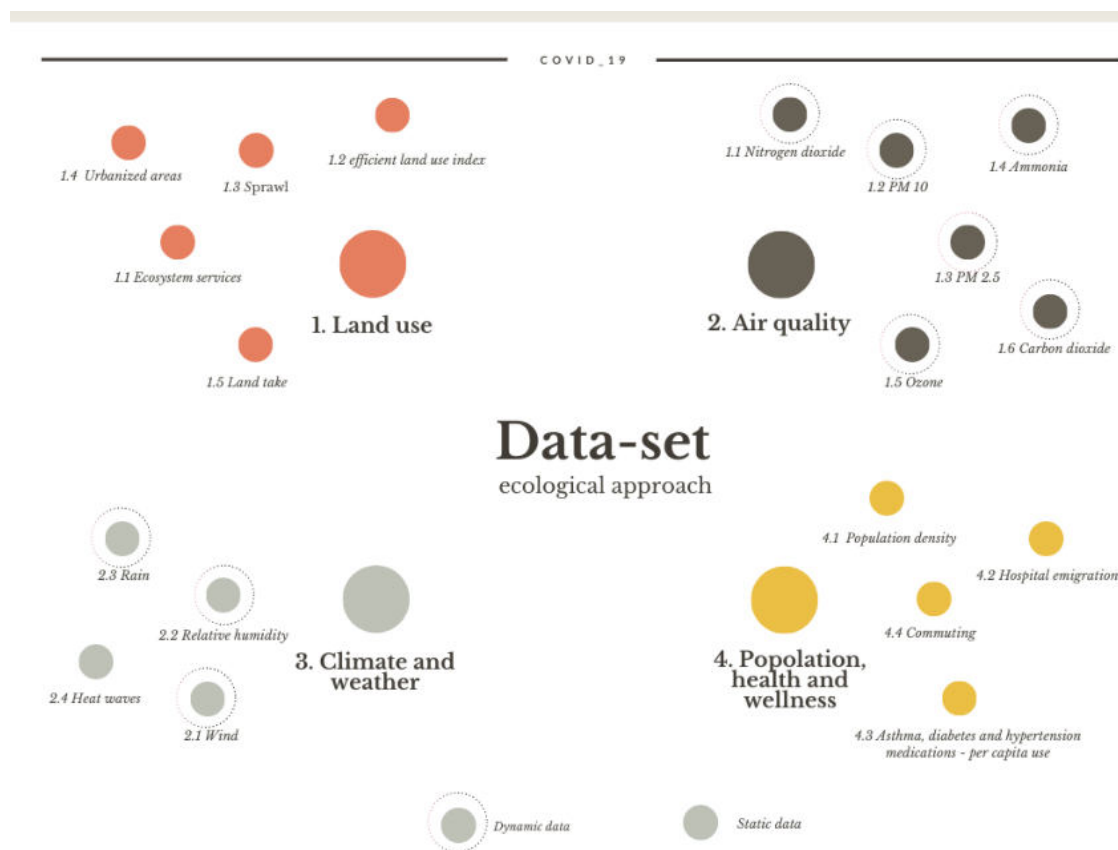 COVID_19
1.2 efficient land use index
1.4 Urbanized areas
1.3 Sprawl
1.1 Ecosystem services
1. Land use
1.5 Land take
1.1 Nitrogen dioxide
1.4 Ammonia
1.2 PM 10
1.3 PM 2.5
2. Air quality
1.6 Carbon dioxide
1.5 Ozone
Data-set
ecological approach
2.3 Rain
2.2 Relative humidity
3. Climate and
weather
2.4 Heat waves
2.1 Wind
4.1 Population density
4.2 Hospital emigration
4.4 Commuting
4. Popolation,
health and
wellness
4.3 Asthma, diabetes and hypertension
medications - per capita use
Dynamic data
Static data